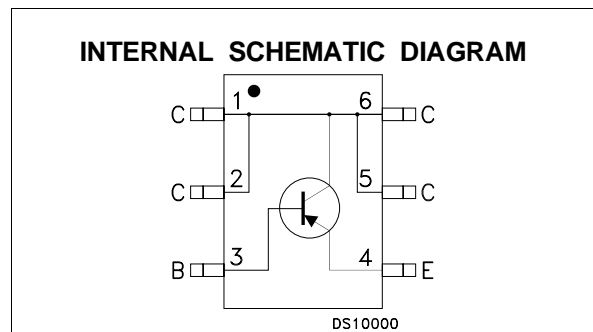 INTERNAL SCHEMATIC DIAGRAM
C 1 6 C
C 2 5 C
B 3 4 E
DS10000